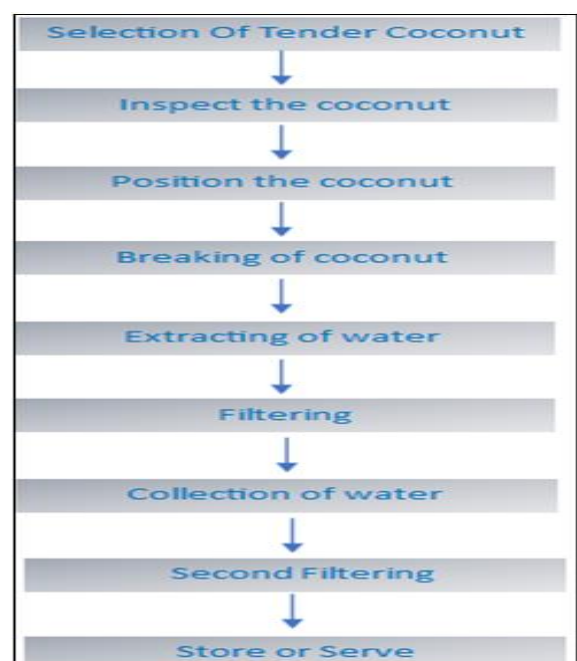 Selection Of Tender Coconut
Inspect the coconut
Position the coconut
Breaking of coconut
Extracting of water
Filtering
Collection of water
Second Filtering
Store or Serve